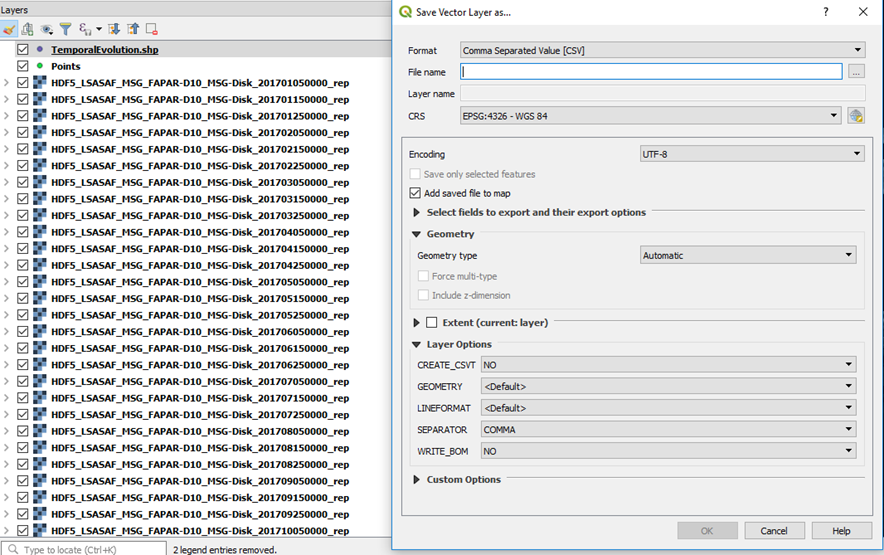 Layers
TemporalEvolution.shp
Points
HDF5_LSASAF_MSG_FAPAR-D10_MSG-Disk_201701050000_rep
HDF5_LSASAF_MSG_FAPAR-D10_MSG-Disk_201701150000_rep
HDF5_LSASAF_MSG_FAPAR-D10_MSG-Disk_201701250000_rep
HDF5_LSASAF_MSG_FAPAR-D10_MSG-Disk_201702050000_rep
HDF5_LSASAF_MSG_FAPAR-D10_MSG-Disk_201702150000_rep
HDF5_LSASAF_MSG_FAPAR-D10_MSG-Disk_201702250000_rep
HDF5_LSASAF_MSG_FAPAR-D10_MSG-Disk_201703050000_rep
HDF5_LSASAF_MSG_FAPAR-D10_MSG-Disk_201703150000_rep
HDF5_LSASAF_MSG_FAPAR-D10_MSG-Disk_201703250000_rep
HDF5_LSASAF_MSG_FAPAR-D10_MSG-Disk_201704050000_rep
HDF5_LSASAF_MSG_FAPAR-D10_MSG-Disk_201704150000_rep
HDF5_LSASAF_MSG_FAPAR-D10_MSG-Disk_201704250000_rep
HDF5_LSASAF_MSG_FAPAR-D10_MSG-Disk_201705050000_rep
HDF5_LSASAF_MSG_FAPAR-D10_MSG-Disk_201705150000_rep
HDF5_LSASAF_MSG_FAPAR-D10_MSG-Disk_201705250000_rep
HDF5_LSASAF_MSG_FAPAR-D10_MSG-Disk_201706050000_rep
HDF5_LSASAF_MSG_FAPAR-D10_MSG-Disk_201706150000_rep
HDF5_LSASAF_MSG_FAPAR-D10_MSG-Disk_201706250000_rep
HDF5_LSASAF_MSG_FAPAR-D10_MSG-Disk_201707050000_rep
HDF5_LSASAF_MSG_FAPAR-D10_MSG-Disk_201707150000_rep
HDF5_LSASAF_MSG_FAPAR-D10_MSG-Disk_201707250000_rep
HDF5_LSASAF_MSG_FAPAR-D10_MSG-Disk_201708050000_rep
HDF5_LSASAF_MSG_FAPAR-D10_MSG-Disk_201708150000_rep
HDF5_LSASAF_MSG_FAPAR-D10_MSG-Disk_201708250000_rep
HDF5_LSASAF_MSG_FAPAR-D10_MSG-Disk_201709050000_rep
HDF5_LSASAF_MSG_FAPAR-D10_MSG-Disk_201709150000_rep
HDF5_LSASAF_MSG_FAPAR-D10_MSG-Disk_201709250000_rep
HDF5_LSASAF_MSG_FAPAR-D10_MSG-Disk_201710050000_rep
Type to locate (Ctrl+K)
2 legend entries removed.
Save Vector Layer as...
?
Format Comma Separated Value [CSV]
File name ...
Layer name
CRS EPSG:4326 - WGS 84
Encoding UTF-8
Save only selected features
Add saved file to map
Select fields to export and their export options
Geometry
Geometry type Automatic
Force multi-type
Include z-dimension
Extent (current: layer)
Layer Options
CREATE_CSVT NO
GEOMETRY <Default>
LINEFORMAT <Default>
SEPARATOR COMMA
WRITE_BOM NO
Custom Options
OK Cancel Help